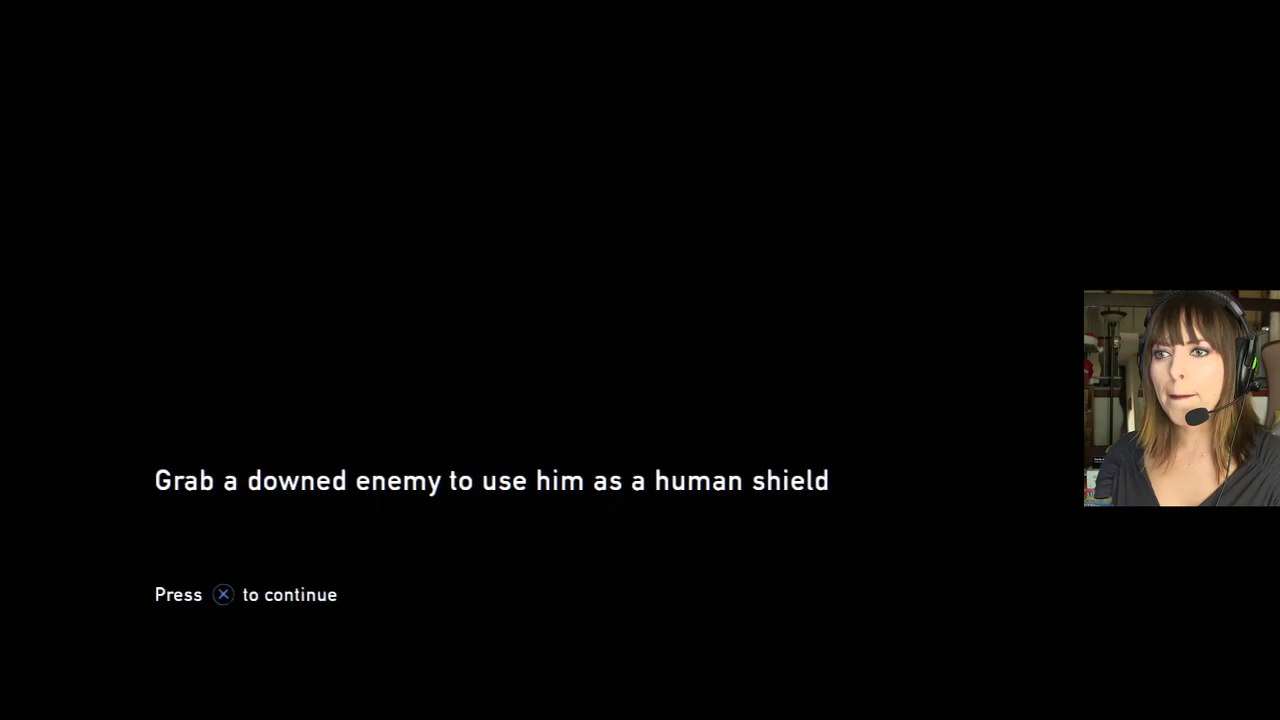 Grab a downed enemy to use him as a human shield
Press ⓧ to continue